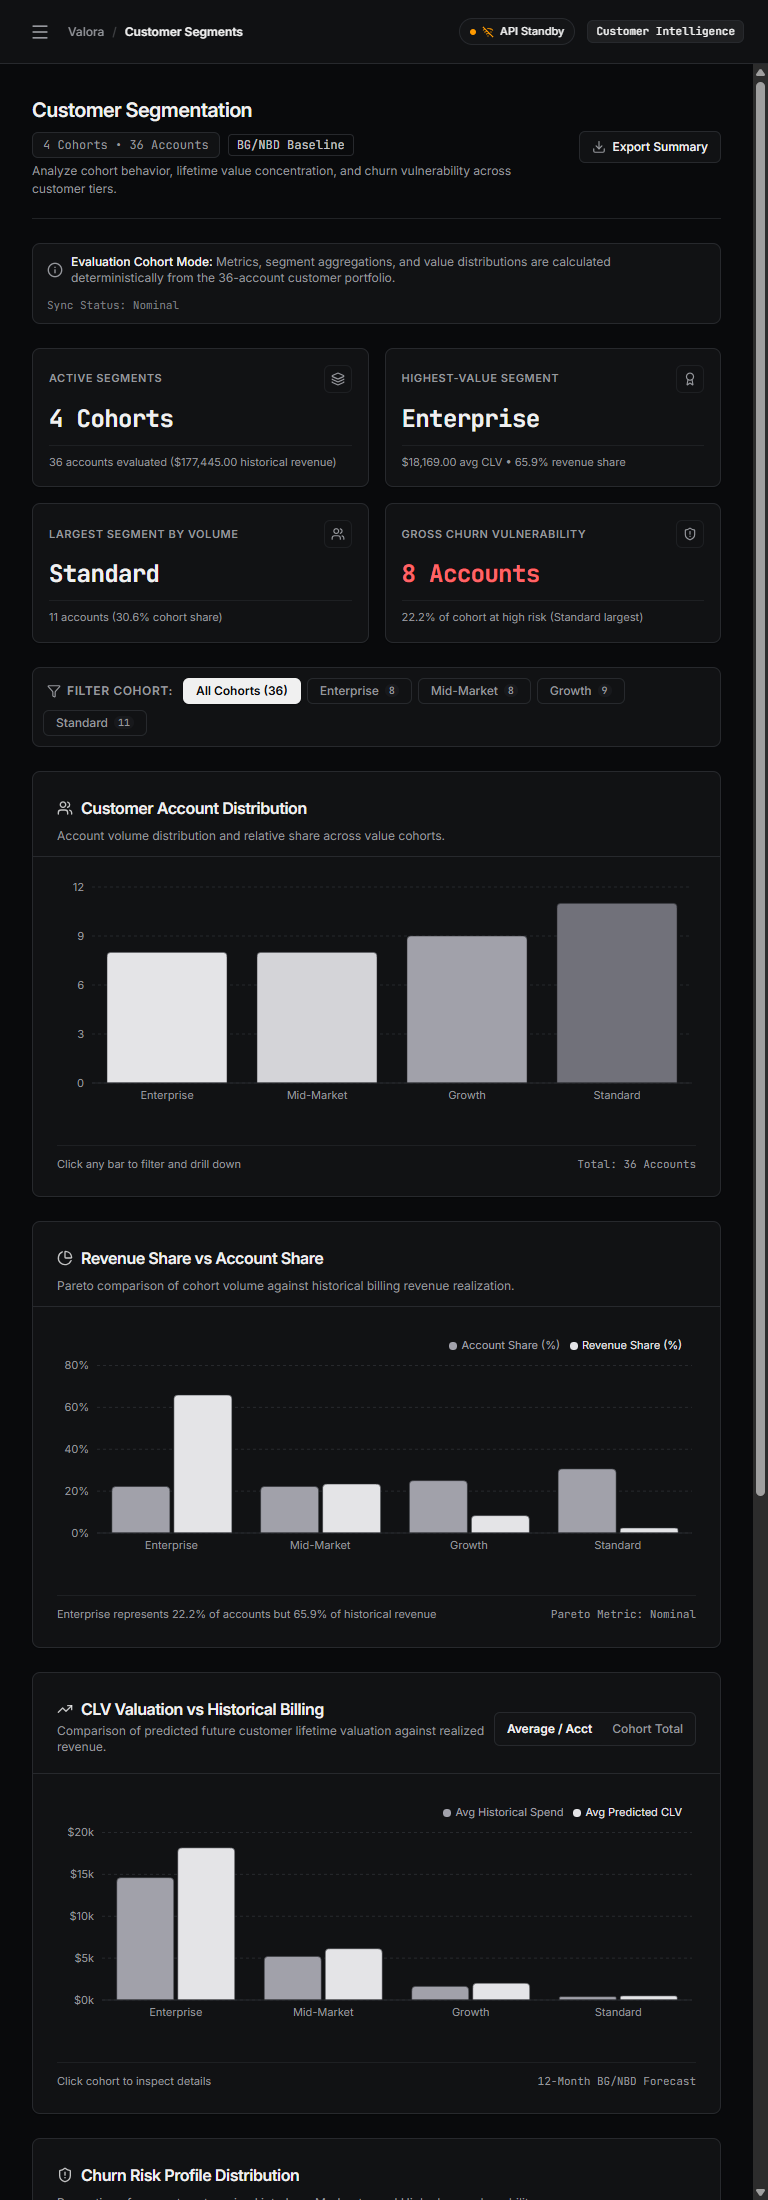 Valora / Customer Segments
API Standby
Customer Intelligence
Customer Segmentation
4 Cohorts • 36 Accounts
BG/NBD Baseline
Export Summary
Analyze cohort behavior, lifetime value concentration, and churn vulnerability across
customer tiers.
Evaluation Cohort Mode: Metrics, segment aggregations, and value distributions are calculated
deterministically from the 36-account customer portfolio.
Sync Status: Nominal
ACTIVE SEGMENTS
4 Cohorts
36 accounts evaluated ($177,445.00 historical revenue)
HIGHEST-VALUE SEGMENT
Enterprise
$18,169.00 avg CLV • 65.9% revenue share
LARGEST SEGMENT BY VOLUME
Standard
11 accounts (30.6% cohort share)
GROSS CHURN VULNERABILITY
8 Accounts
22.2% of cohort at high risk (Standard largest)
FILTER COHORT:
All Cohorts (36)
Enterprise 8
Mid-Market 8
Growth 9
Standard 11
Customer Account Distribution
Account volume distribution and relative share across value cohorts.
12
9
6
3
0
Enterprise
Mid-Market
Growth
Standard
Click any bar to filter and drill down
Total: 36 Accounts
Revenue Share vs Account Share
Pareto comparison of cohort volume against historical billing revenue realization.
Account Share (%)
Revenue Share (%)
80%
60%
40%
20%
0%
Enterprise
Mid-Market
Growth
Standard
Enterprise represents 22.2% of accounts but 65.9% of historical revenue
Pareto Metric: Nominal
CLV Valuation vs Historical Billing
Comparison of predicted future customer lifetime valuation against realized
revenue.
Average / Acct
Cohort Total
Avg Historical Spend
Avg Predicted CLV
$20k
$15k
$10k
$5k
$0k
Enterprise
Mid-Market
Growth
Standard
Click cohort to inspect details
12-Month BG/NBD Forecast
Churn Risk Profile Distribution